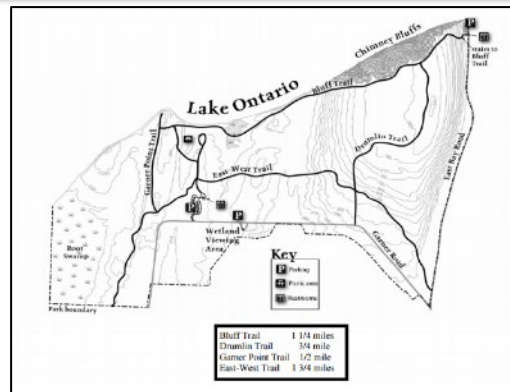 P
Chimney Bluffs
Stairs to
Bluff
Trail
Lake Ontario
Bluff Trail
Garner Point Trail
Drumlin Trail
East Bay Road
East-West Trail
P
P
Wetland
Viewing
Area
Garner Road
Root
Swamp
Key
P Parking
Picnic area
Restrooms
Park boundary
Bluff Trail 1 1/4 miles
Drumlin Trail 3/4 mile
Garner Point Trail 1/2 mile
East-West Trail 1 3/4 miles